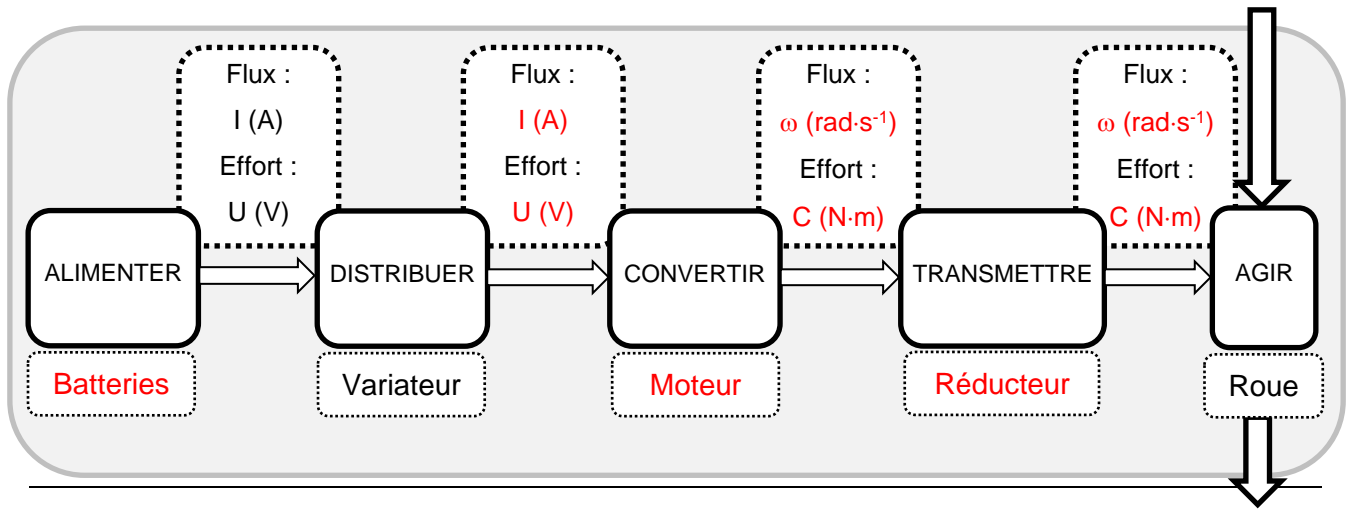 Flux :
I (A)
Effort :
U (V)
Flux :
I (A)
Effort :
U (V)
Flux :
ω (rad·s⁻¹)
Effort :
C (N·m)
Flux :
ω (rad·s⁻¹)
Effort :
C (N·m)
ALIMENTER
DISTRIBUER
CONVERTIR
TRANSMETTRE
AGIR
Batteries
Variateur
Moteur
Réducteur
Roue